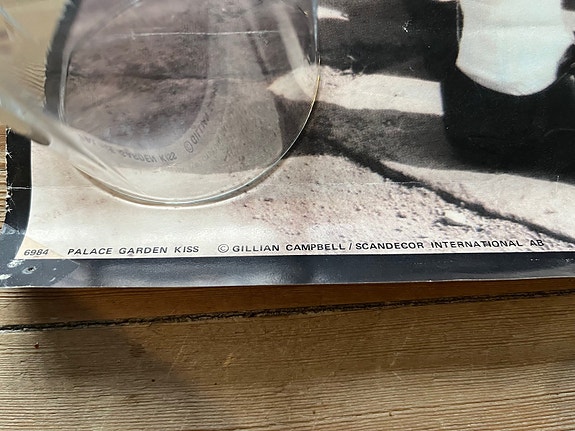 6984 PALACE GARDEN KISS © GILLIAN CAMPBELL / SCANDECOR INTERNATIONAL AB